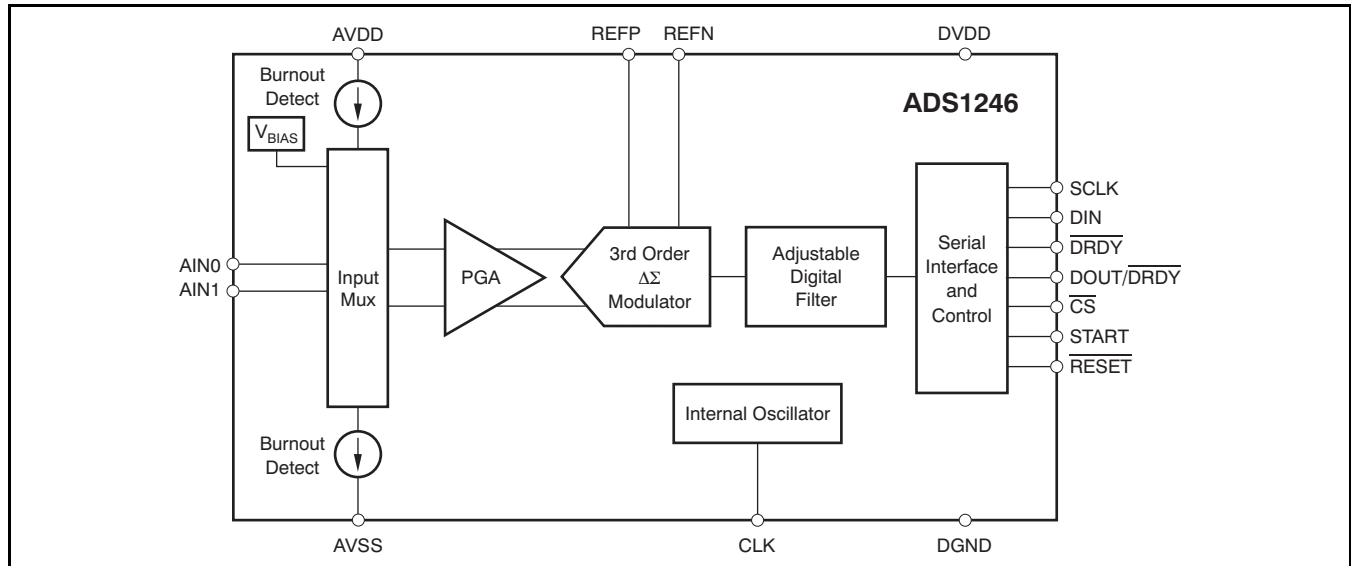 AVDD
REFP
REFN
DVDD
Burnout
Detect
ADS1246
VBIAS
SCLK
DIN
DRDY
DOUT/DRDY
CS
START
RESET
AIN0
AIN1
Input
Mux
PGA
3rd Order
ΔΣ
Modulator
Adjustable
Digital
Filter
Serial
Interface
and
Control
Internal Oscillator
Burnout
Detect
AVSS
CLK
DGND